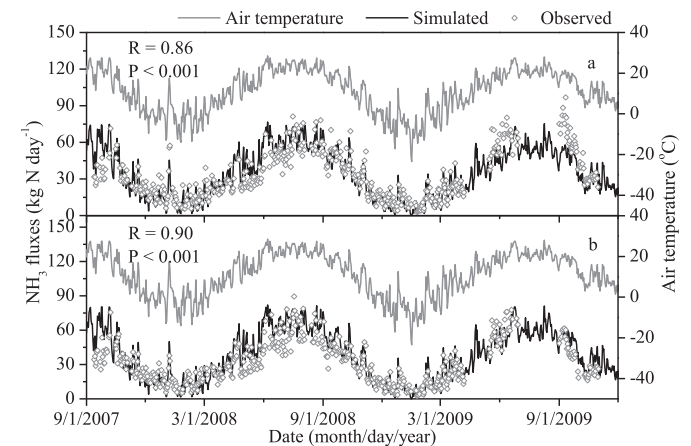 Air temperature Simulated Observed
150 40
R = 0.86 a
P < 0.001
120 20
90 0
60 -20
30 -40
0 40
150
R = 0.90 b
P < 0.001
120 20
90 0
60 -20
30 -40
0
NH3 fluxes (kg N day-1)
Air temperature (°C)
9/1/2007 3/1/2008 9/1/2008 3/1/2009 9/1/2009
Date (month/day/year)